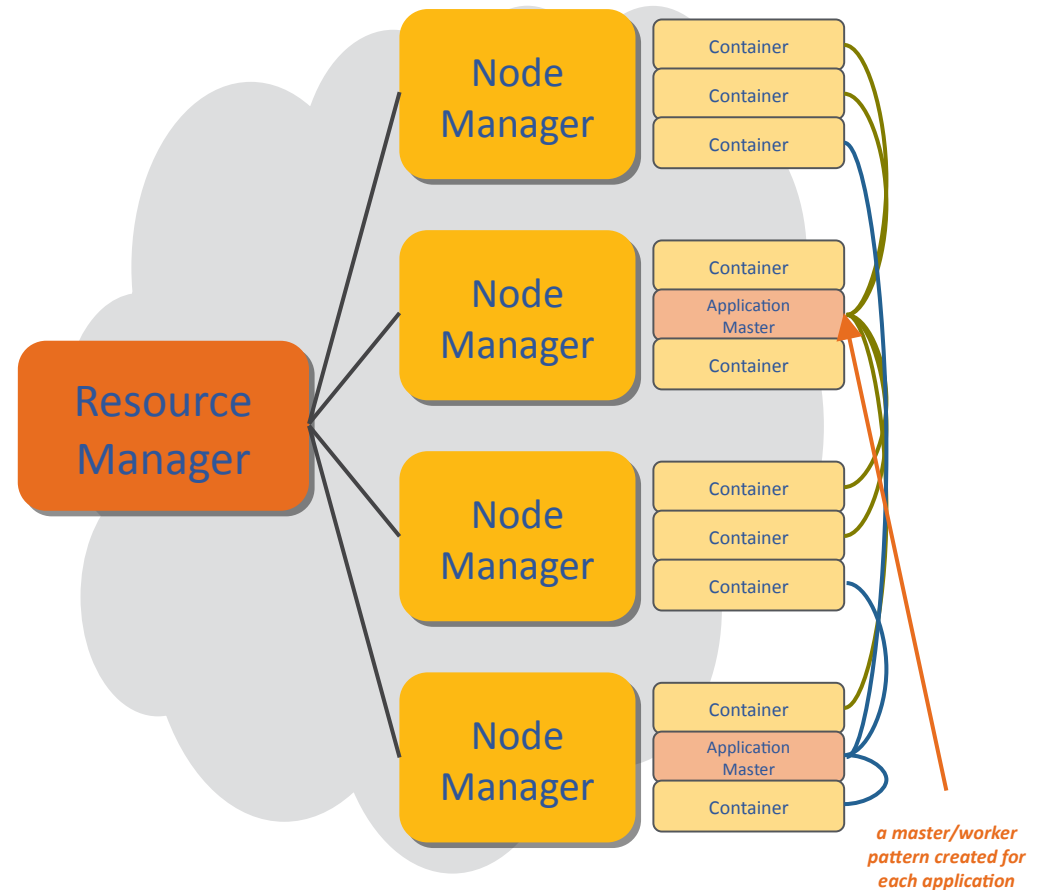 Resource
Manager
Node
Manager
Container
Container
Container
Node
Manager
Container
Application
Master
Container
Node
Manager
Container
Container
Container
Node
Manager
Container
Application
Master
Container
a master/worker
pattern created for
each application